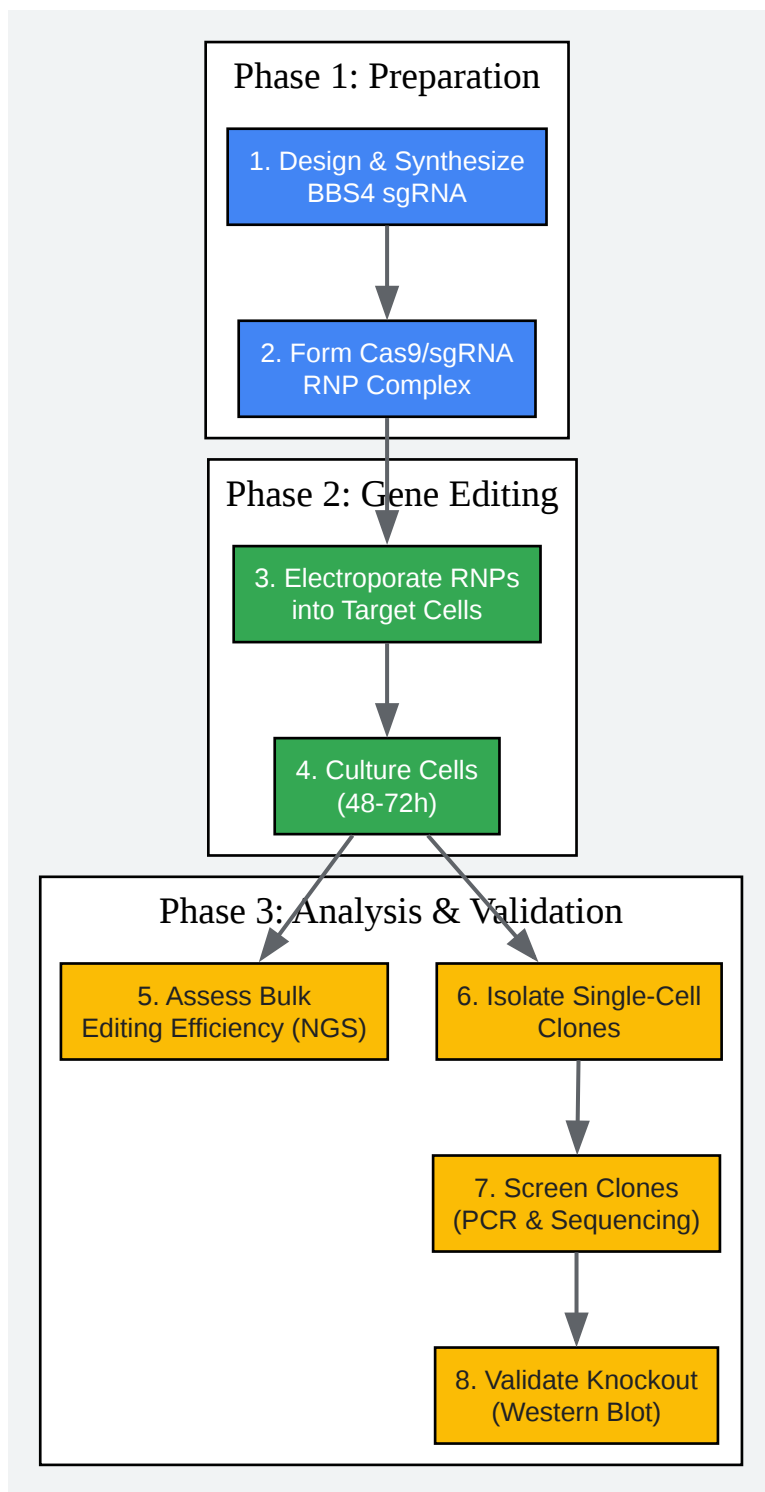 Phase 1: Preparation
1. Design & Synthesize
BBS4 sgRNA
2. Form Cas9/sgRNA
RNP Complex
Phase 2: Gene Editing
3. Electroporate RNPs
into Target Cells
4. Culture Cells
(48-72h)
Phase 3: Analysis & Validation
5. Assess Bulk
Editing Efficiency (NGS)
6. Isolate Single-Cell
Clones
7. Screen Clones
(PCR & Sequencing)
8. Validate Knockout
(Western Blot)